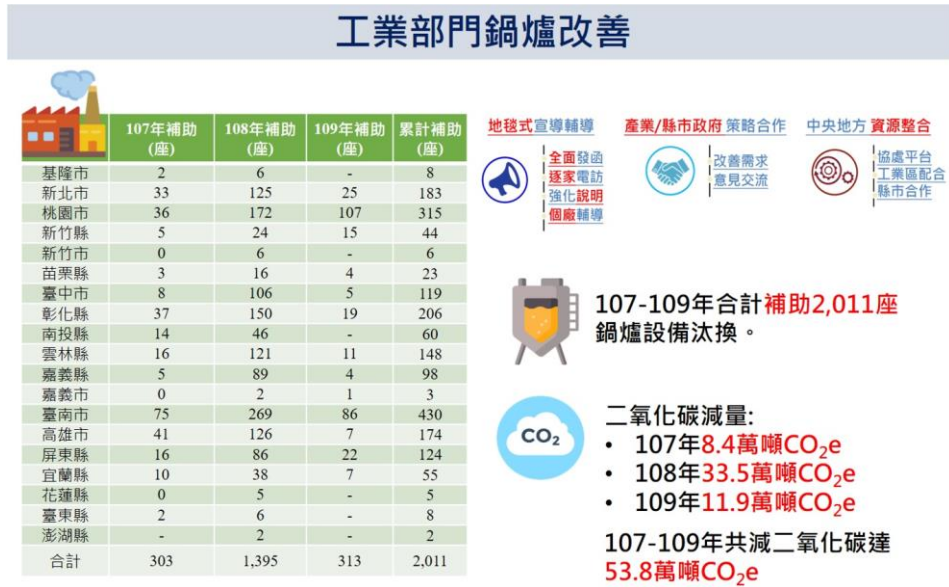 工業部門鍋爐改善
107年補助(座) 108年補助(座) 109年補助(座) 累計補助(座)
基隆市 2 6 - 8
新北市 33 125 25 183
桃園市 36 172 107 315
新竹縣 5 24 15 44
新竹市 0 6 - 6
苗栗縣 3 16 4 23
臺中市 8 106 5 119
彰化縣 37 150 19 206
南投縣 14 46 - 60
雲林縣 16 121 11 148
嘉義縣 5 89 4 98
嘉義市 0 2 1 3
臺南市 75 269 86 430
高雄市 41 126 7 174
屏東縣 16 86 22 124
宜蘭縣 10 38 7 55
花蓮縣 0 5 - 5
臺東縣 2 6 - 8
澎湖縣 - 2 - 2
合計 303 1,395 313 2,011
地毯式宣導輔導
全面發函
逐家電訪
強化說明
個廠輔導
產業/縣市政府 策略合作
改善需求
意見交流
中央地方 資源整合
協處平台
工業區配合
縣市合作
107-109年合計補助2,011座
鍋爐設備汰換。
CO₂
二氧化碳減量:
• 107年8.4萬噸CO₂e
• 108年33.5萬噸CO₂e
• 109年11.9萬噸CO₂e
107-109年共減二氧化碳達
53.8萬噸CO₂e